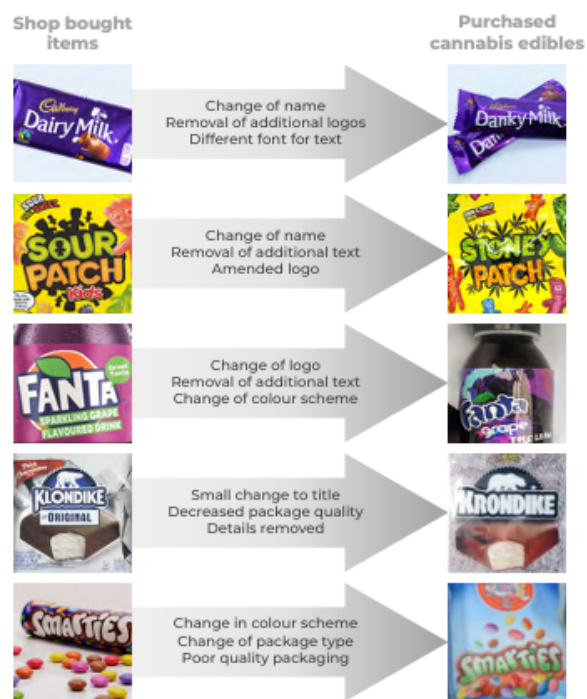 Shop bought
items
Purchased
cannabis edibles
Cadbury
Dairy Milk
Change of name
Removal of additional logos
Different font for text
Danky Milk
Dan
SOUR
PATCH
Kids
Change of name
Removal of additional text
Amended logo
STONEY
PATCH
FANTA
Great
Taste
SPARKLING GRAPE
FLAVOURED DRINK
Change of logo
Removal of additional text
Change of colour scheme
fanta
grape
KLONDIKE
ORIGINAL
Small change to title
Decreased package quality
Details removed
KRONDIKE
SMARTIES
Change in colour scheme
Change of package type
Poor quality packaging
SMARTIES